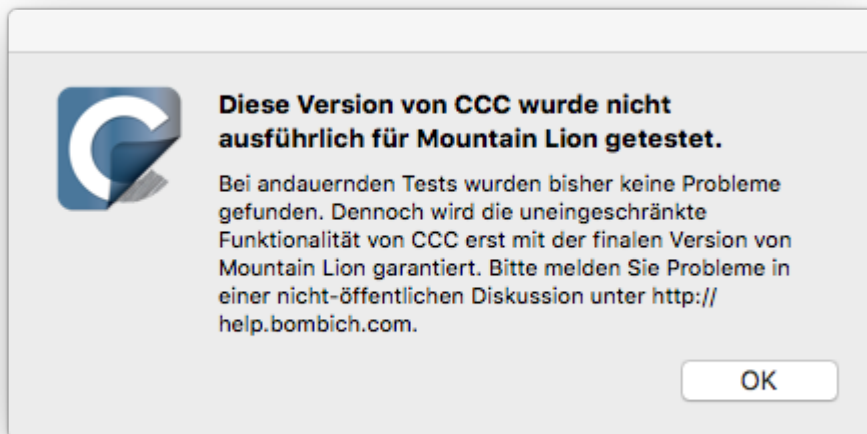 Diese Version von CCC wurde nicht
ausführlich für Mountain Lion getestet.
Bei andauernden Tests wurden bisher keine Probleme
gefunden. Dennoch wird die uneingeschränkte
Funktionalität von CCC erst mit der finalen Version von
Mountain Lion garantiert. Bitte melden Sie Probleme in
einer nicht-öffentlichen Diskussion unter http://
help.bombich.com.
OK